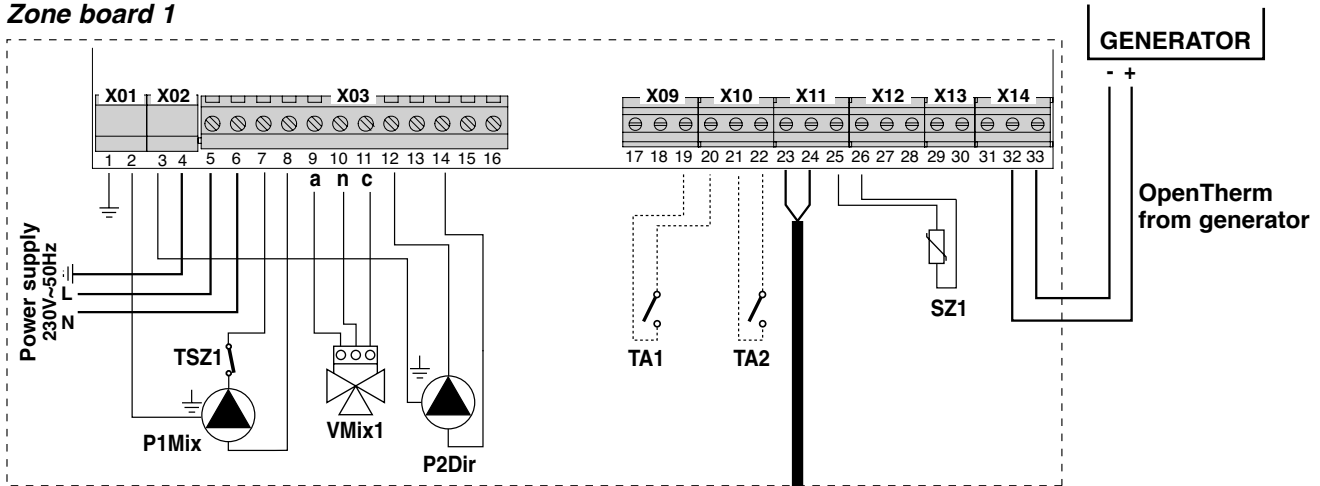 Zone board 1
GENERATOR
- +
X01 X02 X03 X09 X10 X11 X12 X13 X14
1 2 3 4 5 6 7 8 9 10 11 12 13 14 15 16 17 18 19 20 21 22 23 24 25 26 27 28 29 30 31 32 33
a n c
OpenTherm
from generator
Power supply
230V~50Hz
L
N
TSZ1
P1Mix
VMix1
P2Dir
TA1
TA2
SZ1